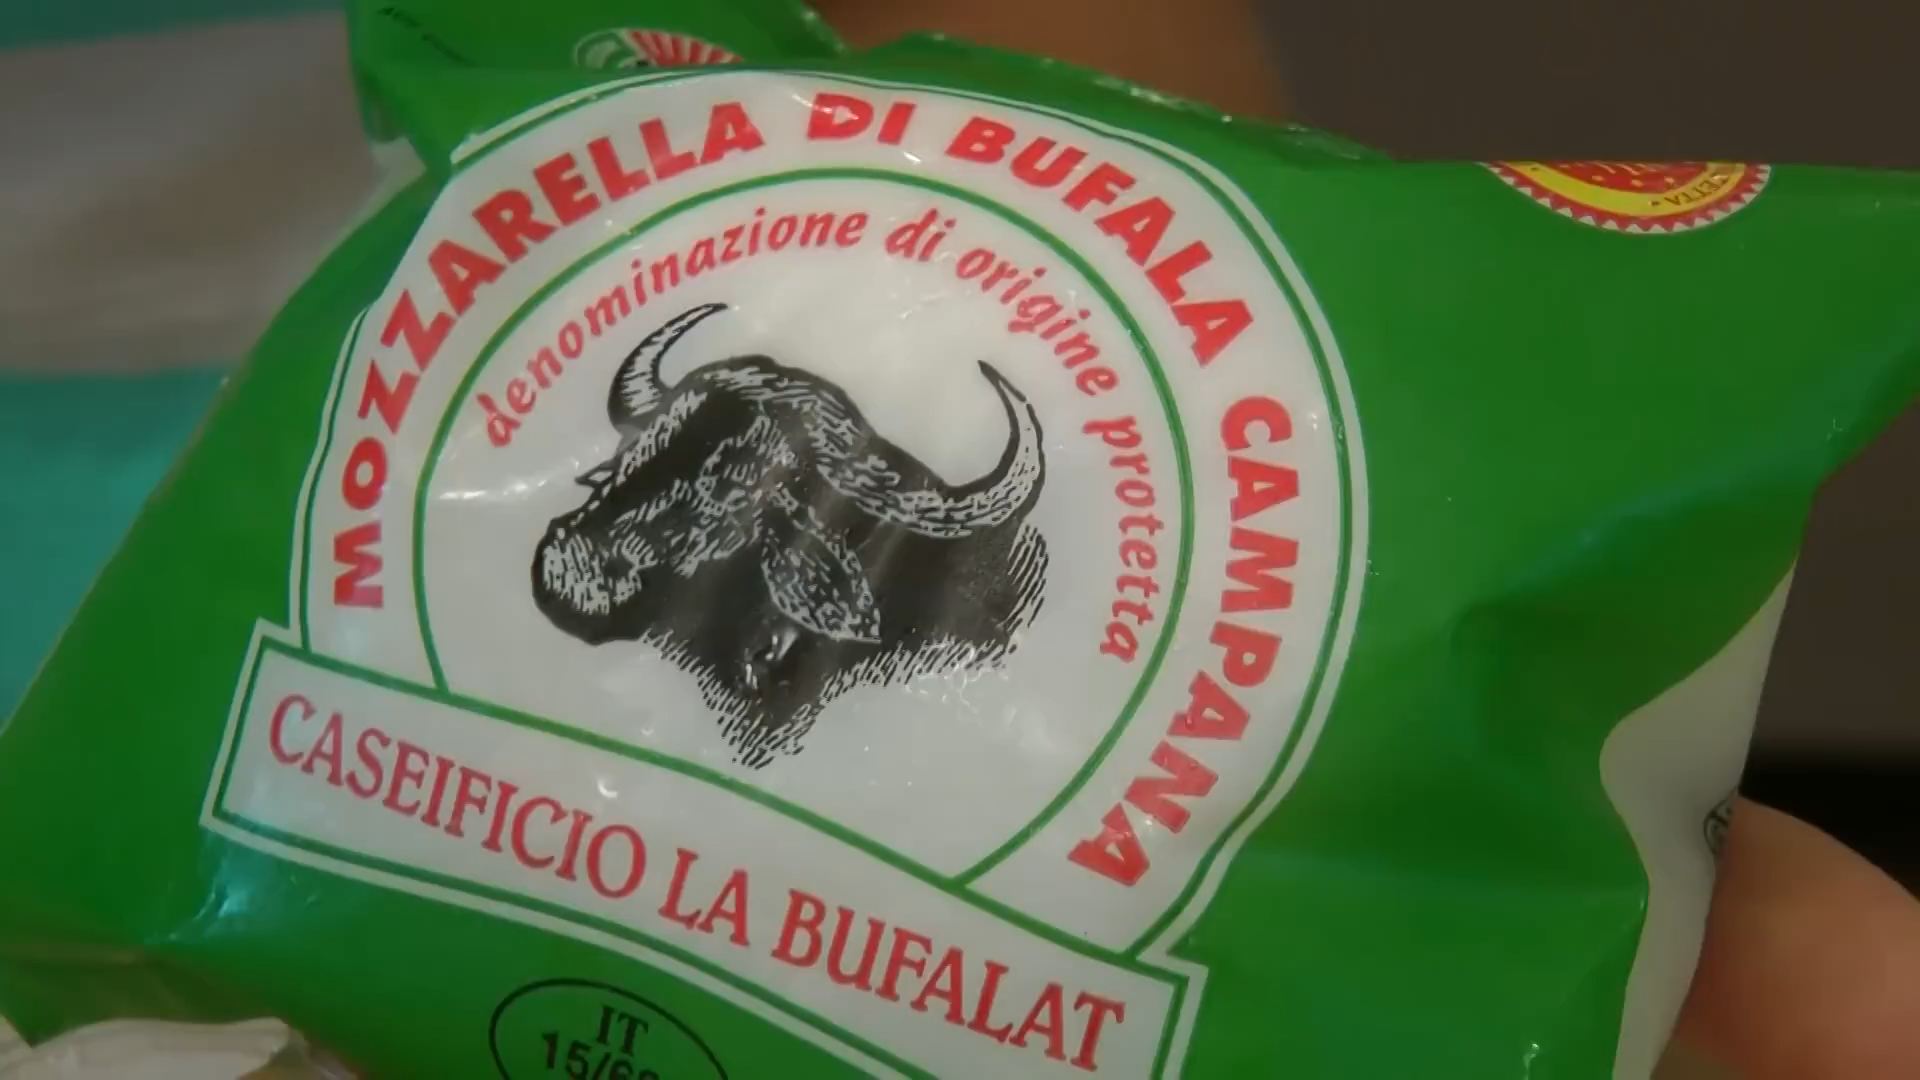 MOZZARELLA DI BUFALA CAMPANA
denominazione di origine protetta
CASEIFICIO LA BUFALAT
IT